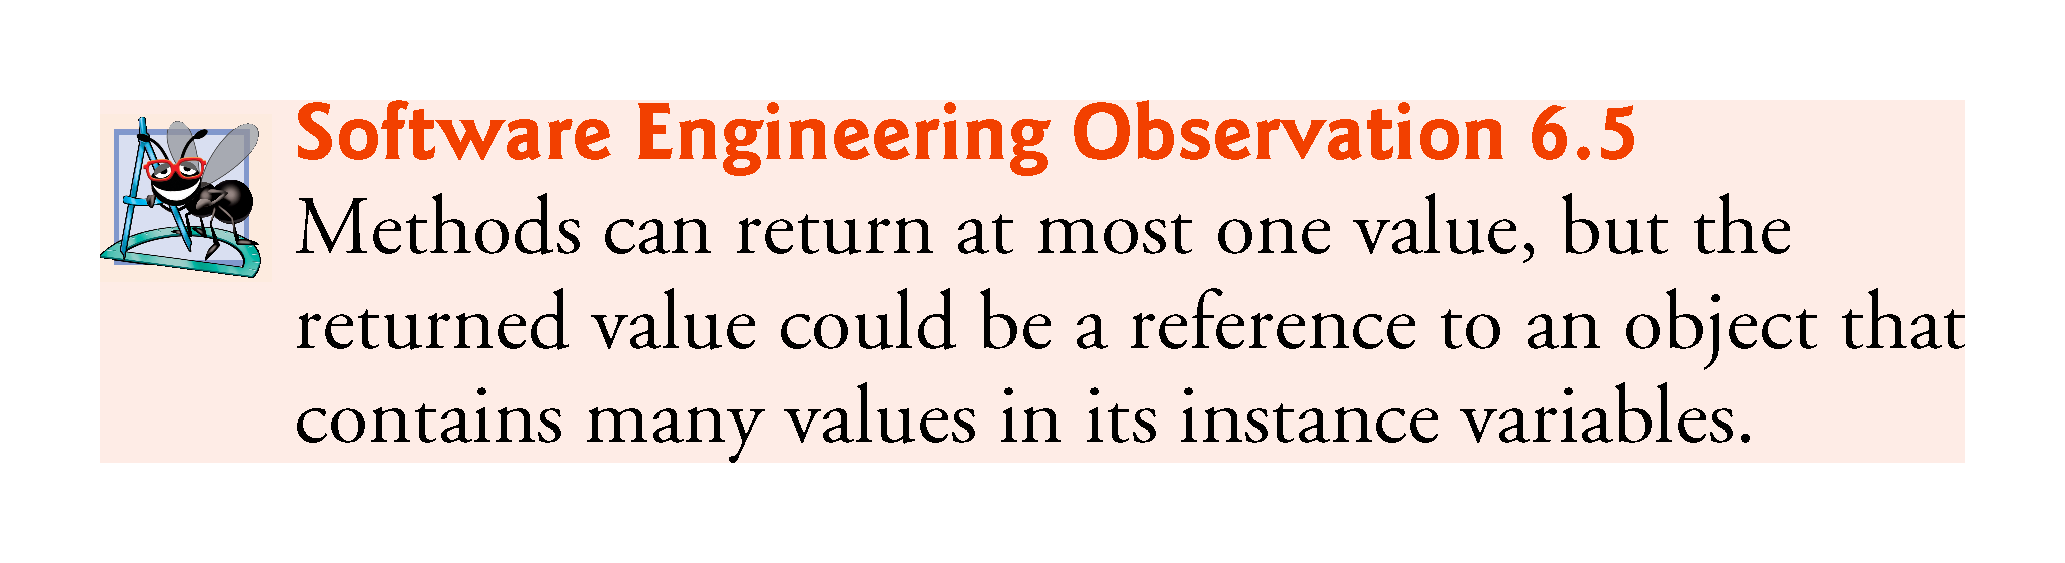 Software Engineering Observation 6.5
Methods can return at most one value, but the
returned value could be a reference to an object that
contains many values in its instance variables.